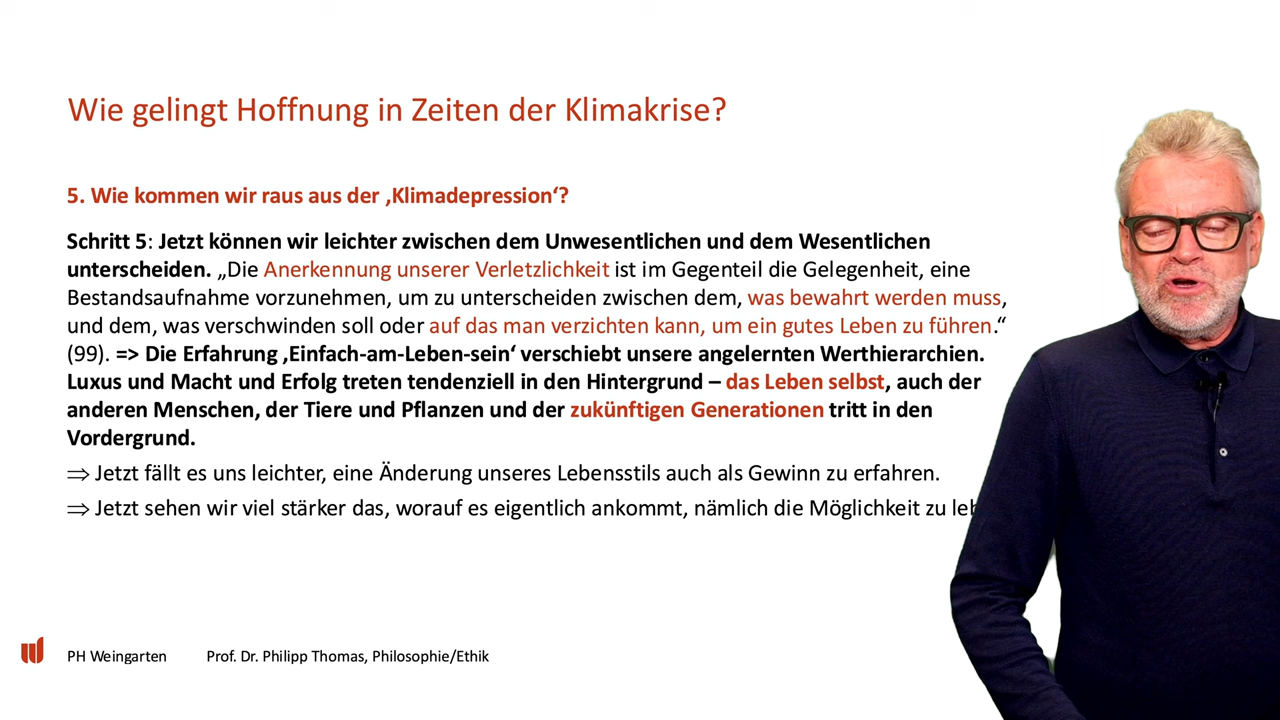 Wie gelingt Hoffnung in Zeiten der Klimakrise?
5. Wie kommen wir raus aus der ‚Klimadepression‘?
Schritt 5: Jetzt können wir leichter zwischen dem Unwesentlichen und dem Wesentlichen
unterscheiden. „Die Anerkennung unserer Verletzlichkeit ist im Gegenteil die Gelegenheit, eine
Bestandsaufnahme vorzunehmen, um zu unterscheiden zwischen dem, was bewahrt werden muss,
und dem, was verschwinden soll oder auf das man verzichten kann, um ein gutes Leben zu führen.“
(99). => Die Erfahrung ‚Einfach-am-Leben-sein‘ verschiebt unsere angelernten Werthierarchien.
Luxus und Macht und Erfolg treten tendenziell in den Hintergrund – das Leben selbst, auch der
anderen Menschen, der Tiere und Pflanzen und der zukünftigen Generationen tritt in den
Vordergrund.
⇒ Jetzt fällt es uns leichter, eine Änderung unseres Lebensstils auch als Gewinn zu erfahren.
⇒ Jetzt sehen wir viel stärker das, worauf es eigentlich ankommt, nämlich die Möglichkeit zu
PH Weingarten Prof. Dr. Philipp Thomas, Philosophie/Ethik